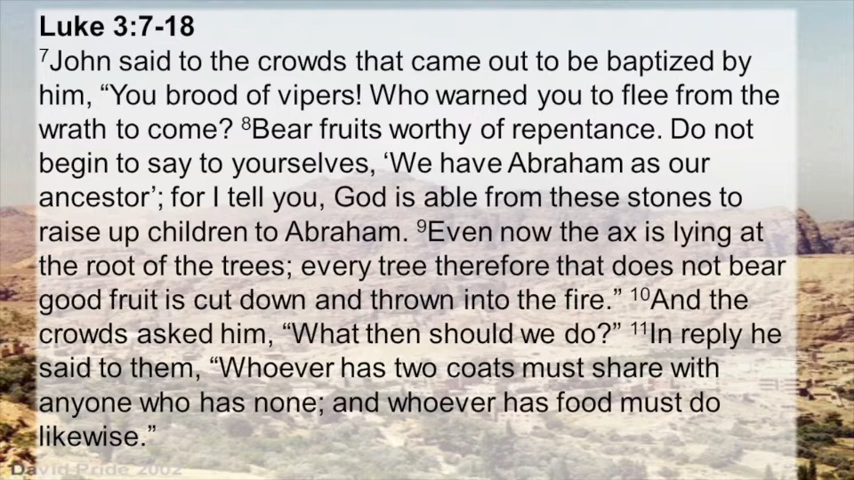 Luke 3:7-18
⁷John said to the crowds that came out to be baptized by
him, “You brood of vipers! Who warned you to flee from the
wrath to come? ⁸Bear fruits worthy of repentance. Do not
begin to say to yourselves, ‘We have Abraham as our
ancestor’; for I tell you, God is able from these stones to
raise up children to Abraham. ⁹Even now the ax is lying at
the root of the trees; every tree therefore that does not bear
good fruit is cut down and thrown into the fire.” ¹⁰And the
crowds asked him, “What then should we do?” ¹¹In reply he
said to them, “Whoever has two coats must share with
anyone who has none; and whoever has food must do
likewise.”
David Pride 2002